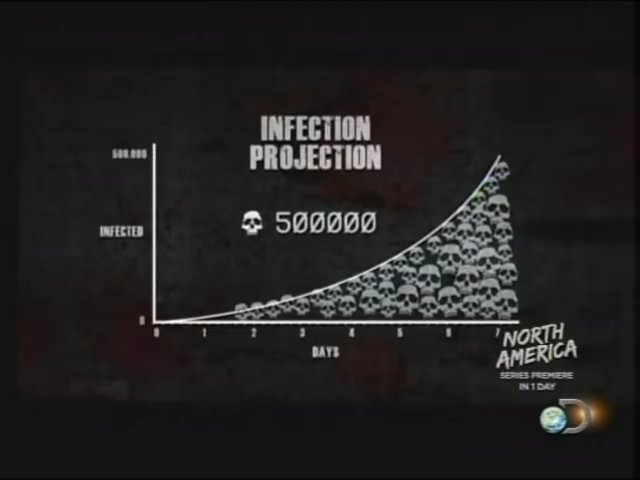 INFECTION
PROJECTION
500.000
500000
INFECTED
0
0 1 2 3 4 5 6 7
DAYS
NORTH
AMERICA
SERIES PREMIERE
IN 1 DAY
D